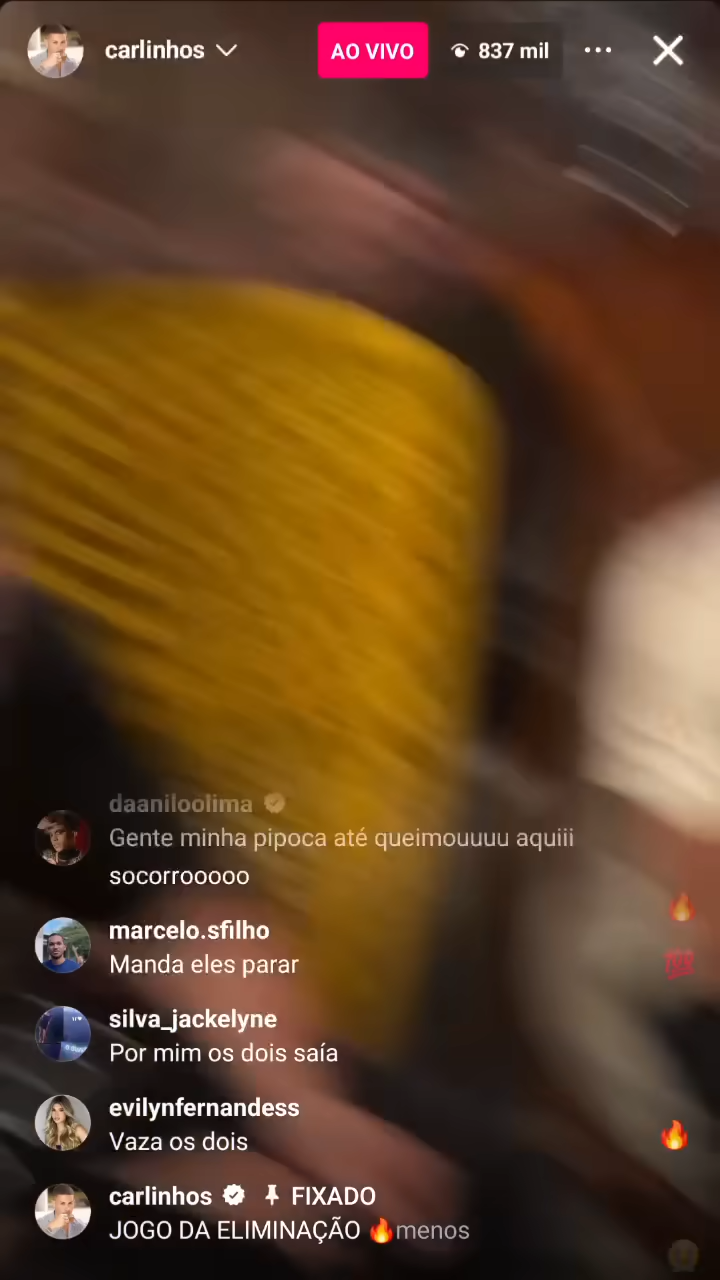 carlinhos
AO VIVO
837 mil
daaniloolima
Gente minha pipoca até queimouuuu aquiii
socorrooooo
marcelo.sfilho
Manda eles parar
silva_jackelyne
Por mim os dois saía
evilynfernandess
Vaza os dois
carlinhos FIXADO
JOGO DA ELIMINAÇÃO 🔥menos
💯